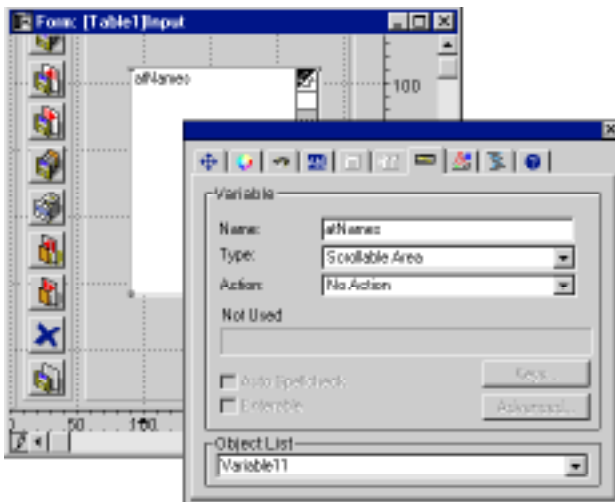 Form: [Table1]Input
atNames
100
Variable
Name: atNames
Type: Scrollable Area
Action: No Action
Not Used
Auto Spellcheck
Keys...
Enterable
Advanced...
50 100
Object List
Variable11